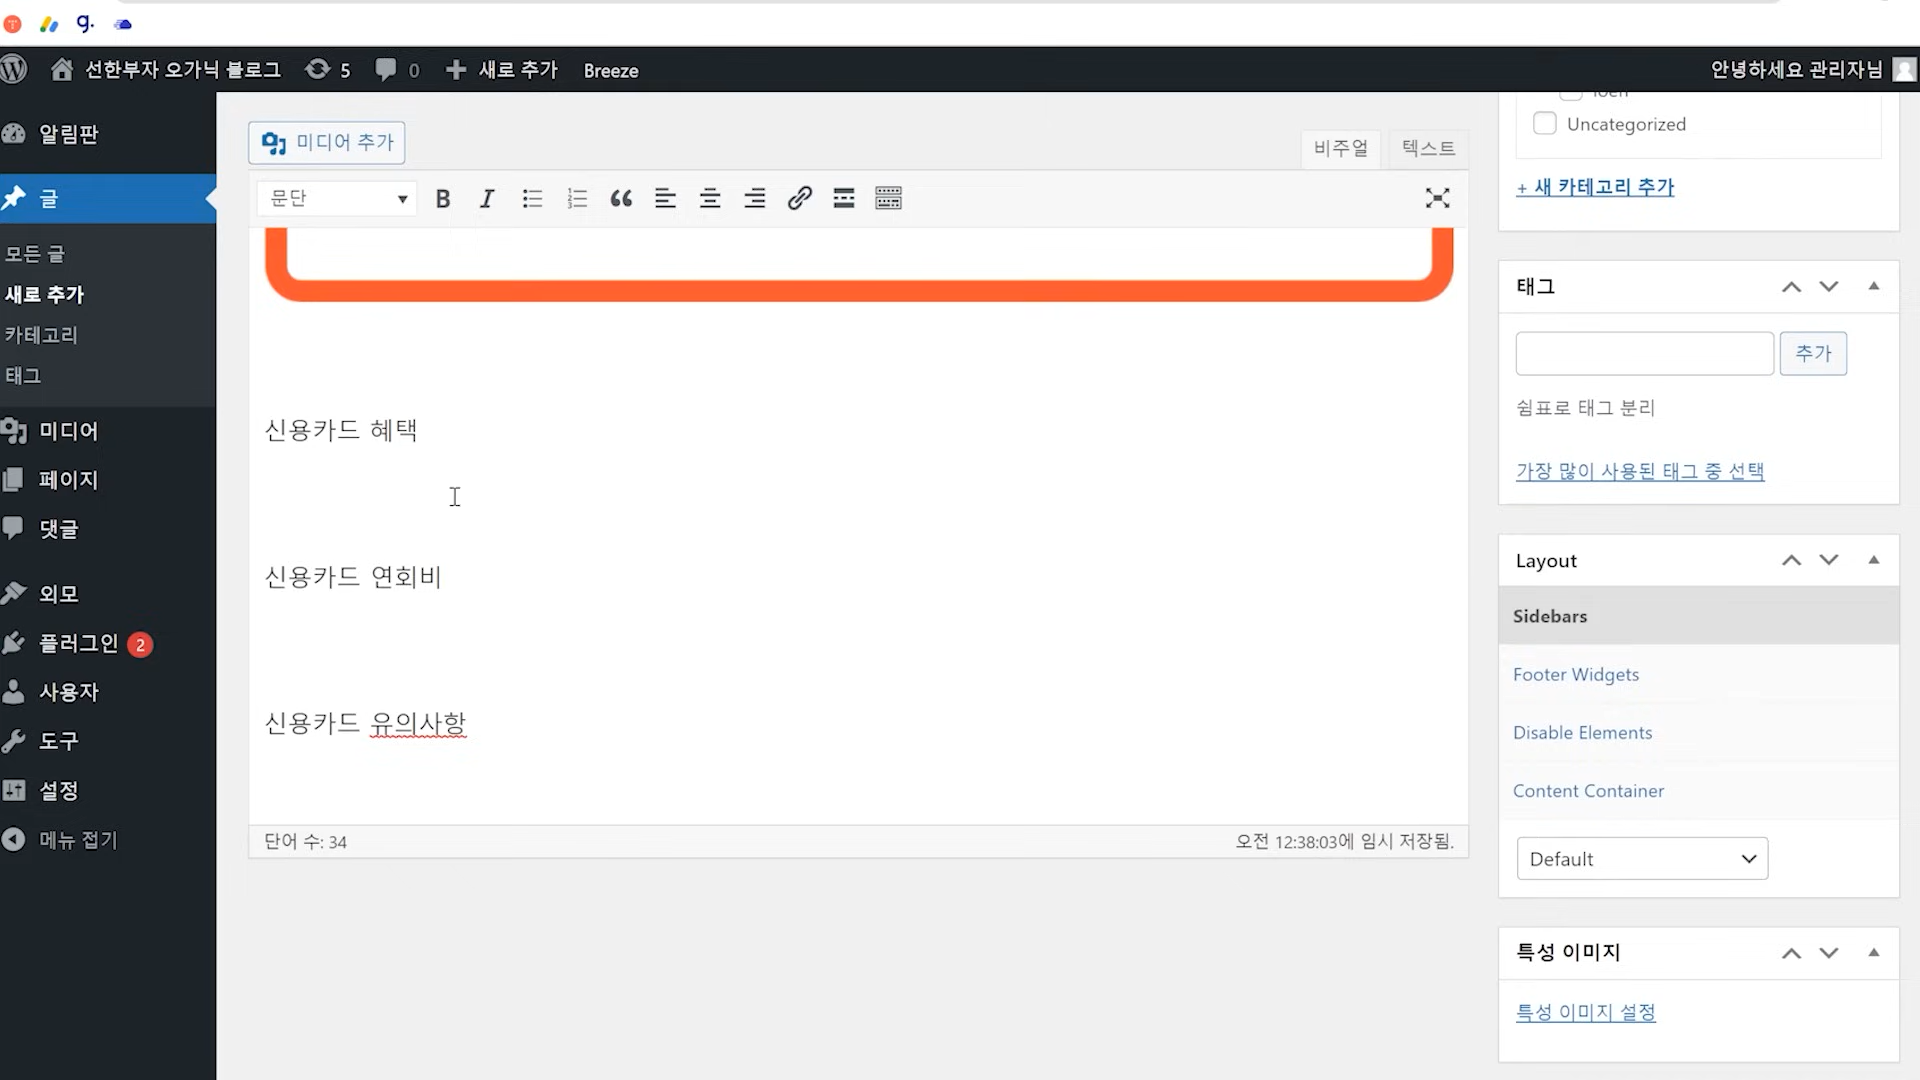 g.
선한부자 오가닉 블로그
5
0
새로 추가
Breeze
안녕하세요 관리자님
알림판
글
모든 글
새로 추가
카테고리
태그
미디어
페이지
댓글
외모
플러그인 2
사용자
도구
설정
메뉴 접기
미디어 추가
비주얼
텍스트
문단
신용카드 혜택
신용카드 연회비
신용카드 유의사항
단어 수: 34
오전 12:38:03에 임시 저장됨.
Uncategorized
+ 새 카테고리 추가
태그
추가
쉼표로 태그 분리
가장 많이 사용된 태그 중 선택
Layout
Sidebars
Footer Widgets
Disable Elements
Content Container
Default
특성 이미지
특성 이미지 설정